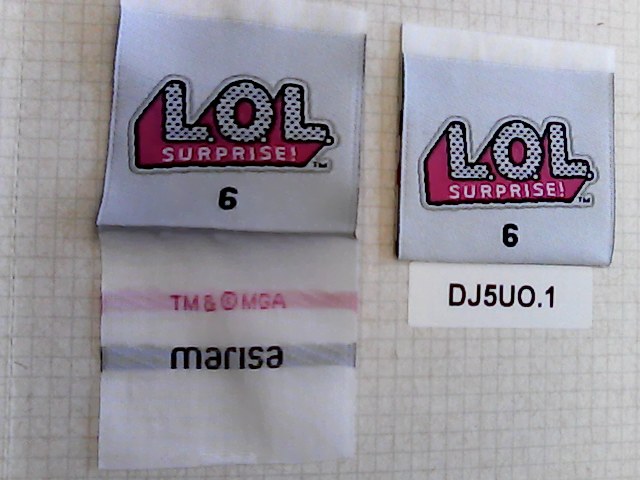 L.O.L.
SURPRISE!
TM
6
TM & © MGA
marisa
L.O.L.
SURPRISE!
TM
6
DJ5UO.1